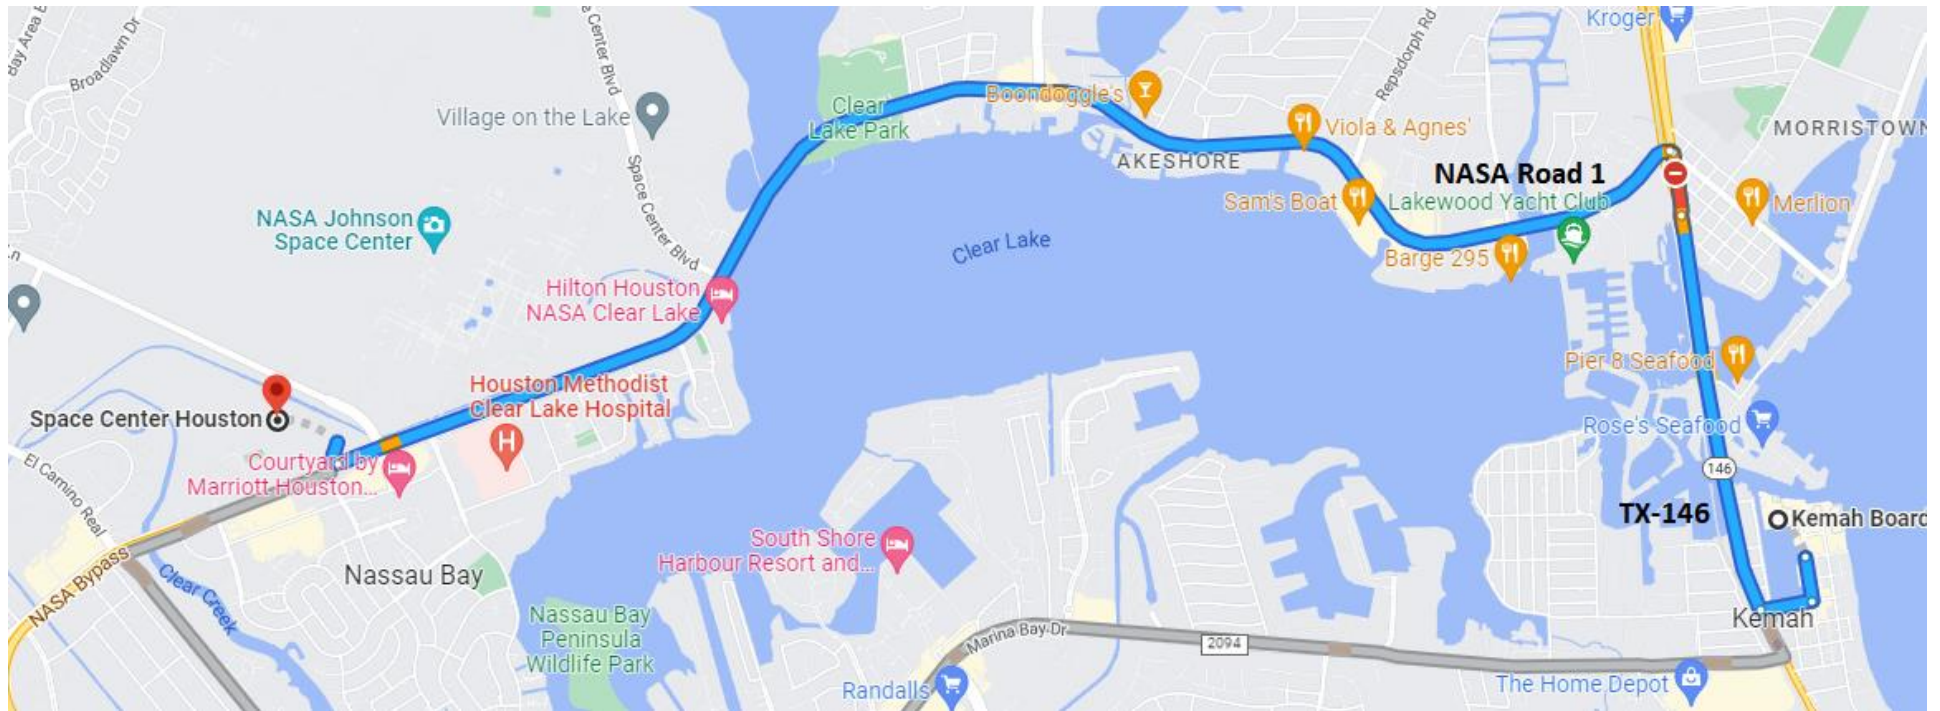 Bay Area B
Broadlawn Dr
e Center Blvd
Kroger
Repsdorph Rd
Village on the Lake
Clear
Lake Park
Boondoggle's
Viola & Agnes'
MORRISTOWN
AKESHORE
NASA Road 1
Space Center Blvd
Sam's Boat
Lakewood Yacht Club
Merlion
NASA Johnson
Space Center
Clear Lake
Barge 295
Hilton Houston
NASA Clear Lake
Pier 8 Seafood
Houston Methodist
Clear Lake Hospital
Space Center Houston
Rose's Seafood
H
Courtyard by
Marriott Houston...
El Camino Real
146
TX-146
Kemah Board
South Shore
Harbour Resort and...
NASA Bypass
Clear Creek
Nassau Bay
Nassau Bay
Peninsula
Wildlife Park
Kemah
Marina Bay Dr
2094
Randalls
The Home Depot